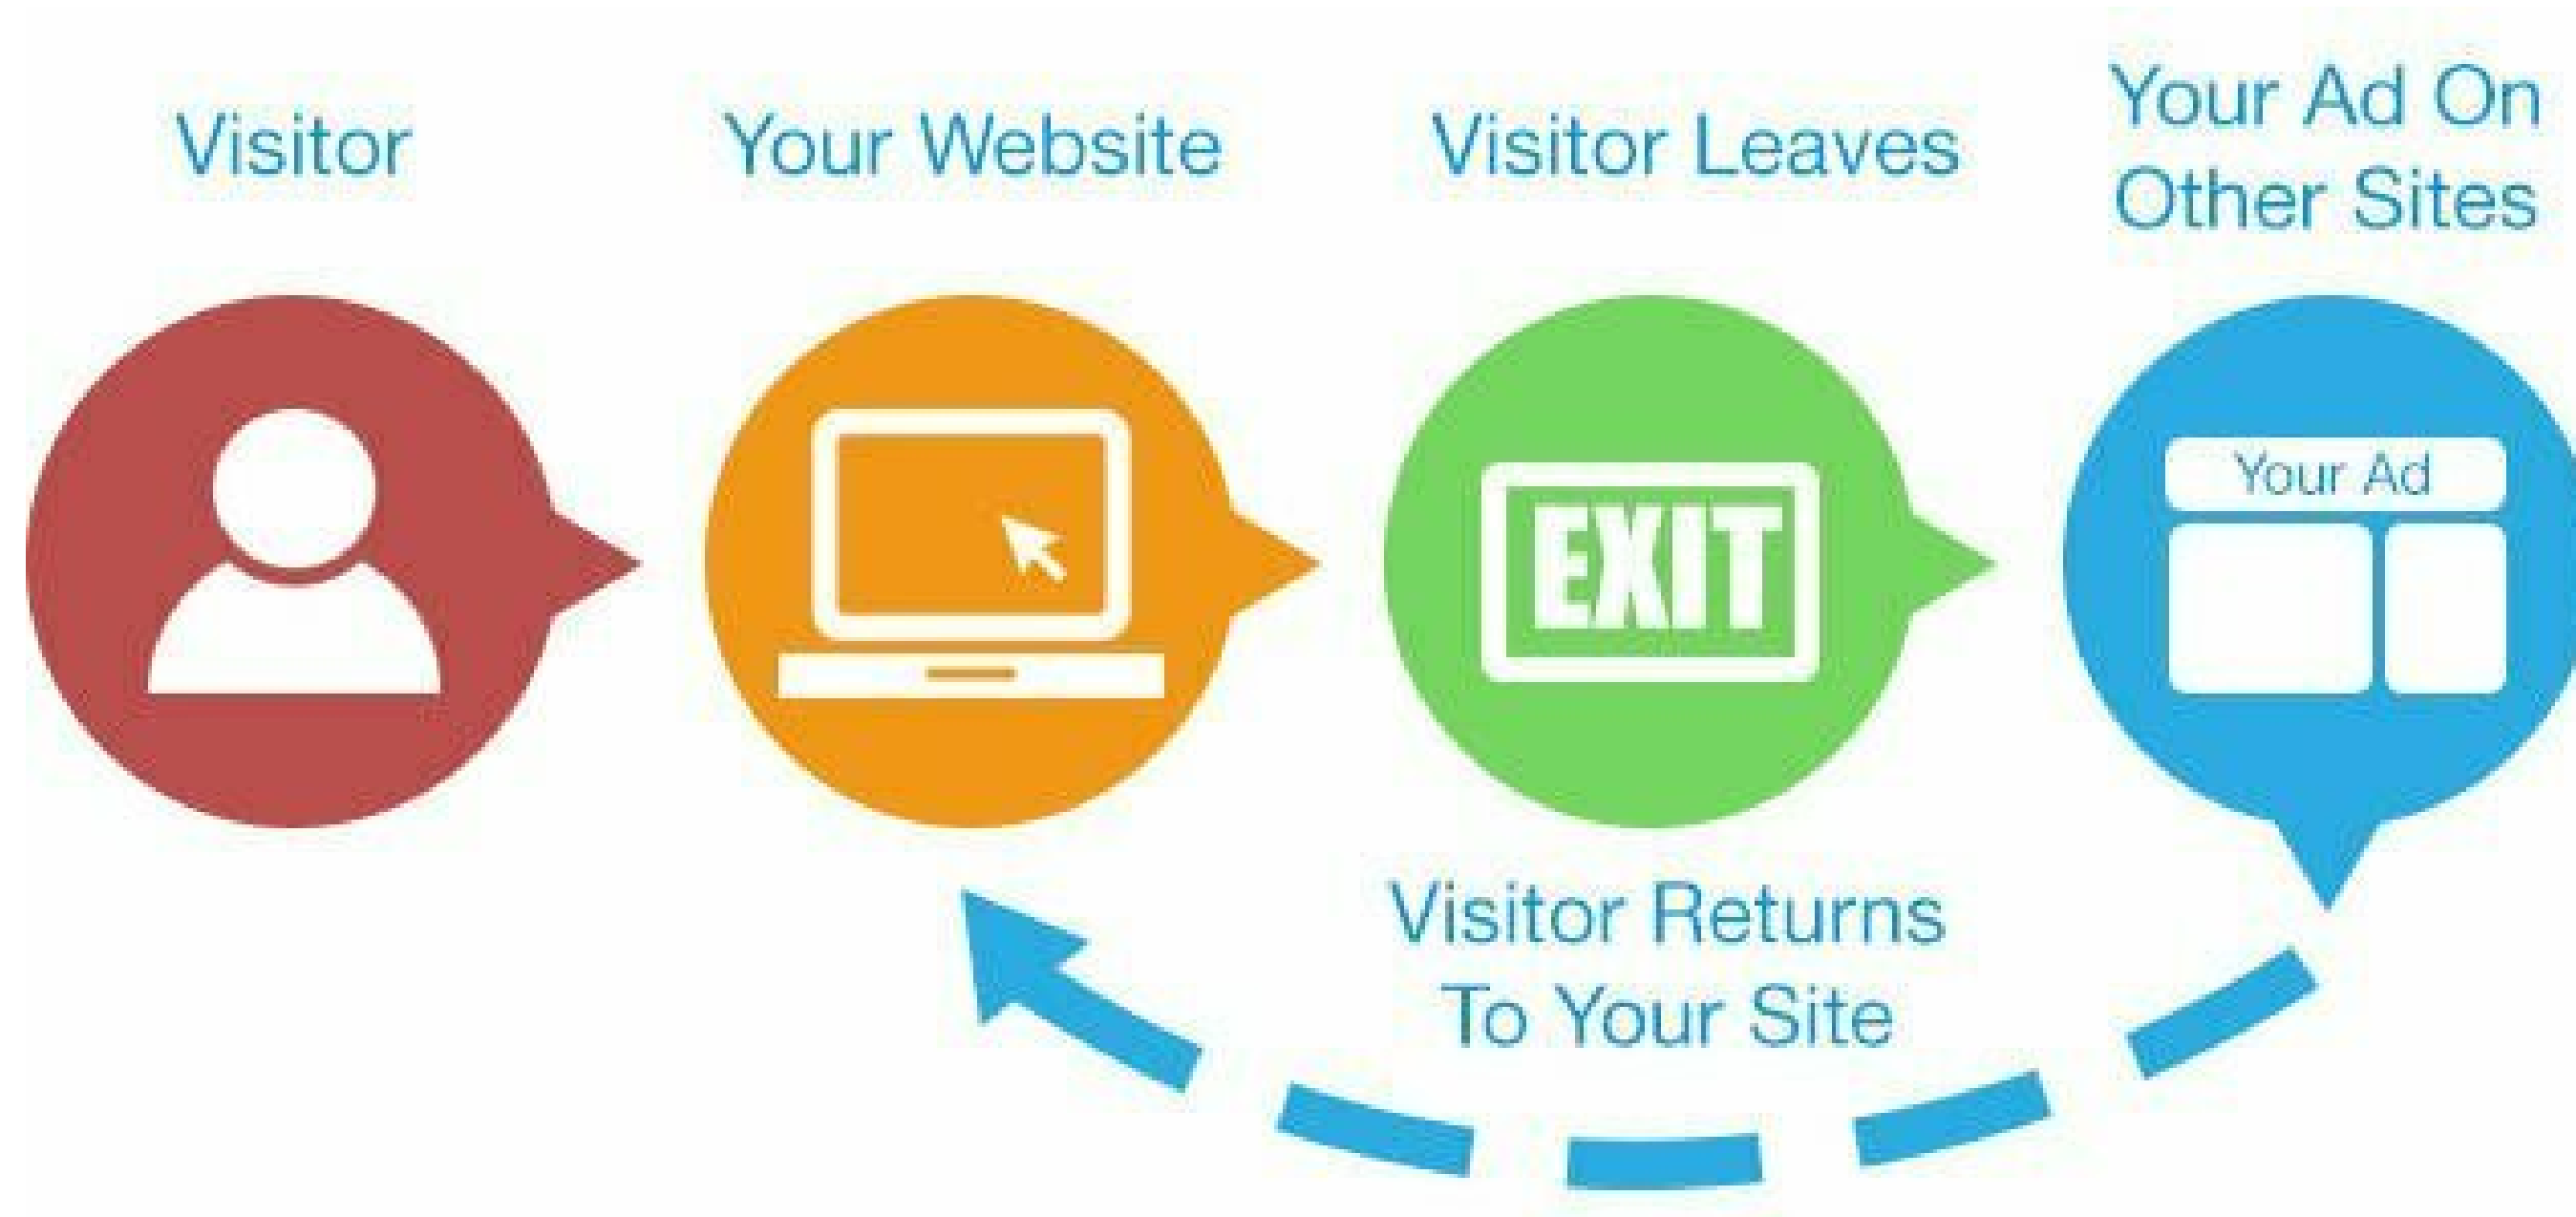 Visitor
Your Website
Visitor Leaves
Your Ad On
Other Sites
EXIT
Your Ad
Visitor Returns
To Your Site